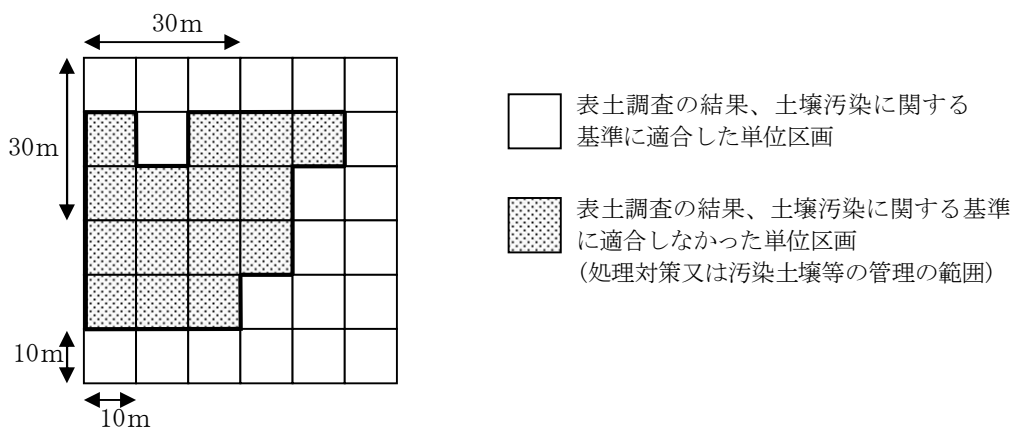 30m
30m
10m
10m
表土調査の結果、土壌汚染に関する
基準に適合した単位区画
表土調査の結果、土壌汚染に関する基準
に適合しなかった単位区画
(処理対策又は汚染土壌等の管理の範囲)